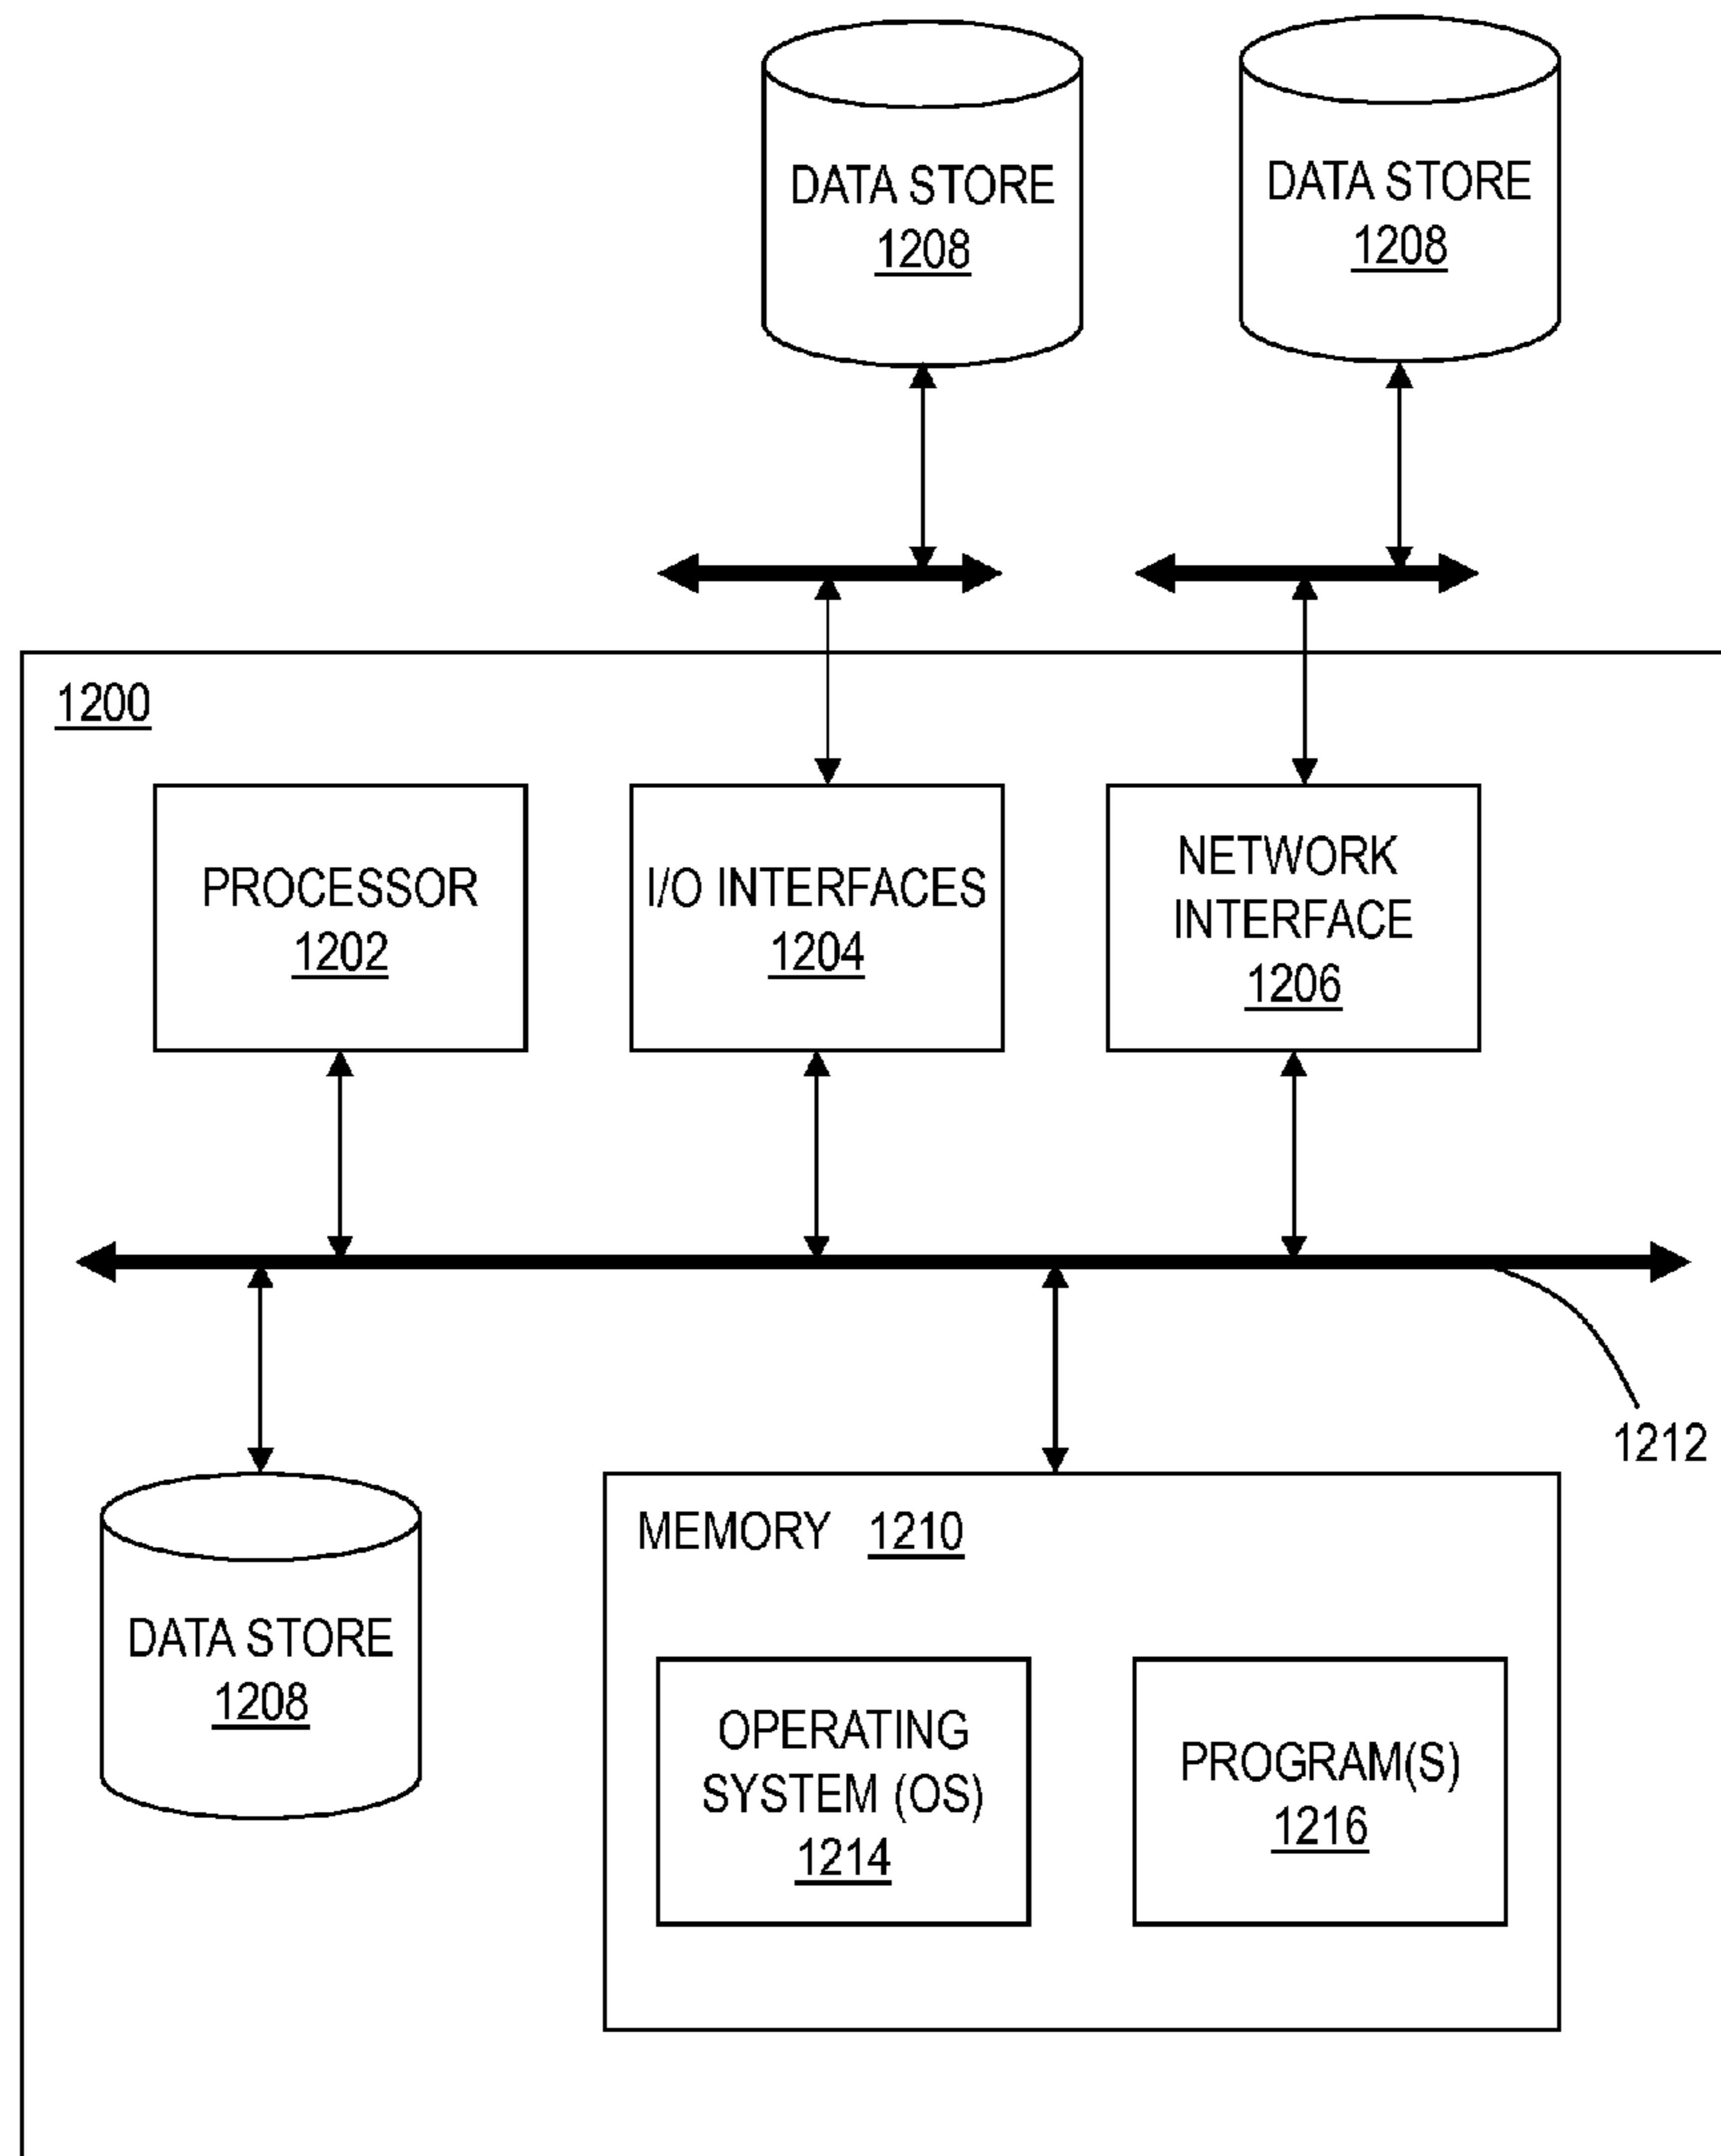 DATA STORE
1208
DATA STORE
1208
1200
PROCESSOR
1202
I/O INTERFACES
1204
NETWORK
INTERFACE
1206
1212
DATA STORE
1208
MEMORY 1210
OPERATING
SYSTEM (OS)
1214
PROGRAM(S)
1216